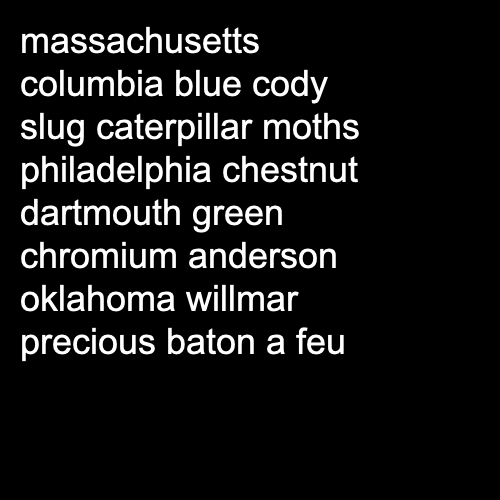 massachusetts
columbia blue cody
slug caterpillar moths
philadelphia chestnut
dartmouth green
chromium anderson
oklahoma willmar
precious baton a feu